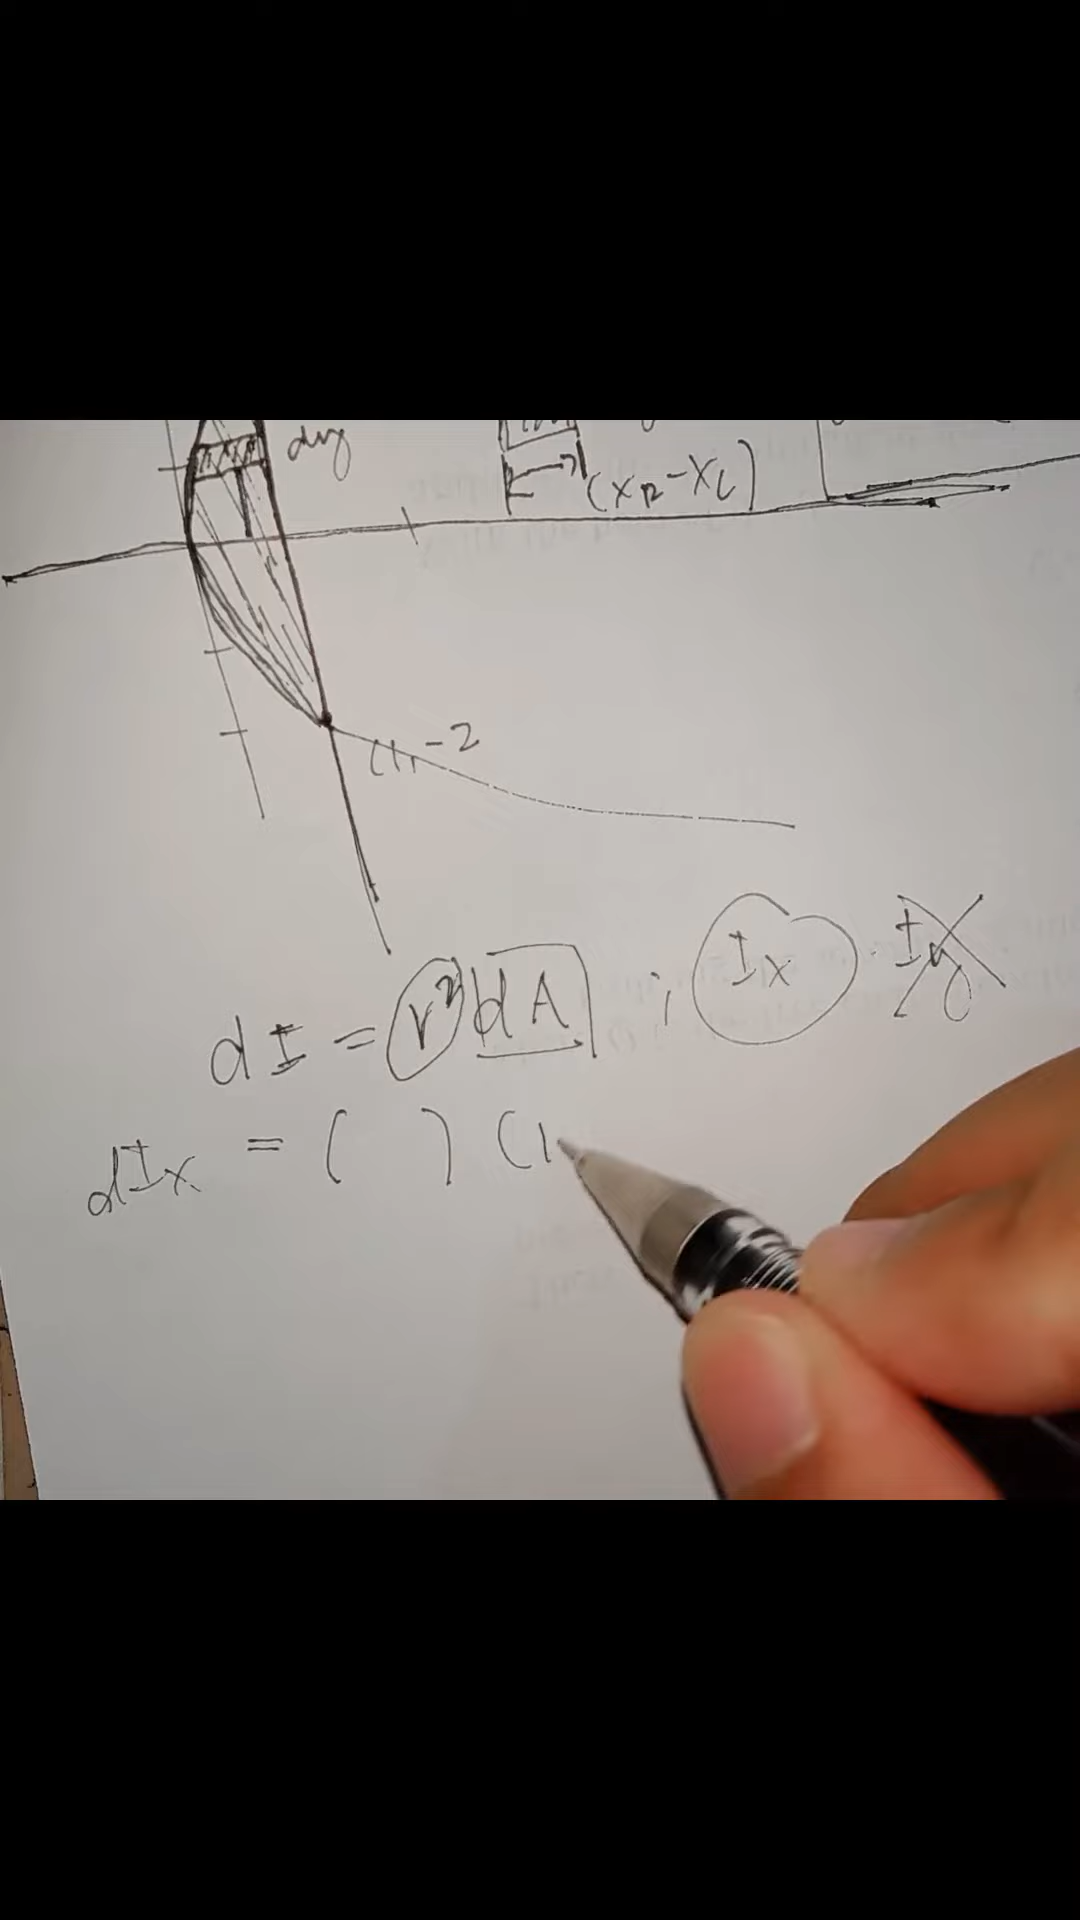 dy
(xR-xL)
(1, -2
dI = r² dA ; Ix . Iy
dIx = ( ) (